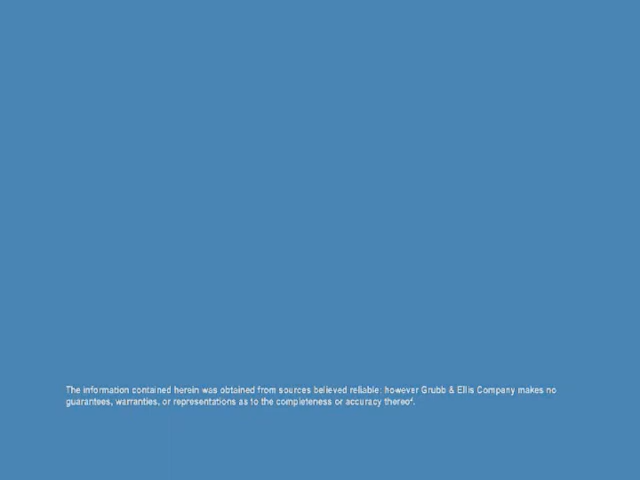 The information contained herein was obtained from sources believed reliable; however Grubb & Ellis Company makes no
guarantees, warranties, or representations as to the completeness or accuracy thereof.